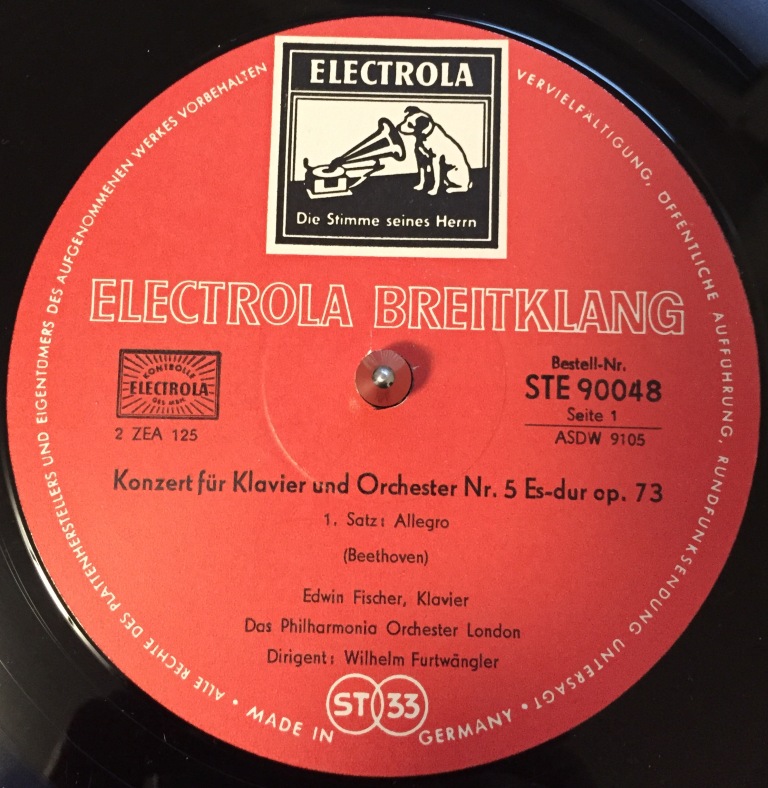 ELECTROLA
Die Stimme seines Herrn
ELECTROLA BREITKLANG
KONTROLLE
ELECTROLA
2 ZEA 125
Bestell-Nr.
STE 90048
Seite 1
ASDW 9105
Konzert für Klavier und Orchester Nr. 5 Es-dur op. 73
1. Satz: Allegro
(Beethoven)
Edwin Fischer, Klavier
Das Philharmonia Orchester London
Dirigent: Wilhelm Furtwängler
ST 33
MADE IN GERMANY
• ALLE RECHTE DES PLATTENHERSTELLERS UND EIGENTÜMERS DES AUFGENOMMENEN WERKES VORBEHALTEN
VERVIELFÄLTIGUNG, ÖFFENTLICHE AUFFÜHRUNG, RUNDFUNKSENDUNG UNTERSAGT •